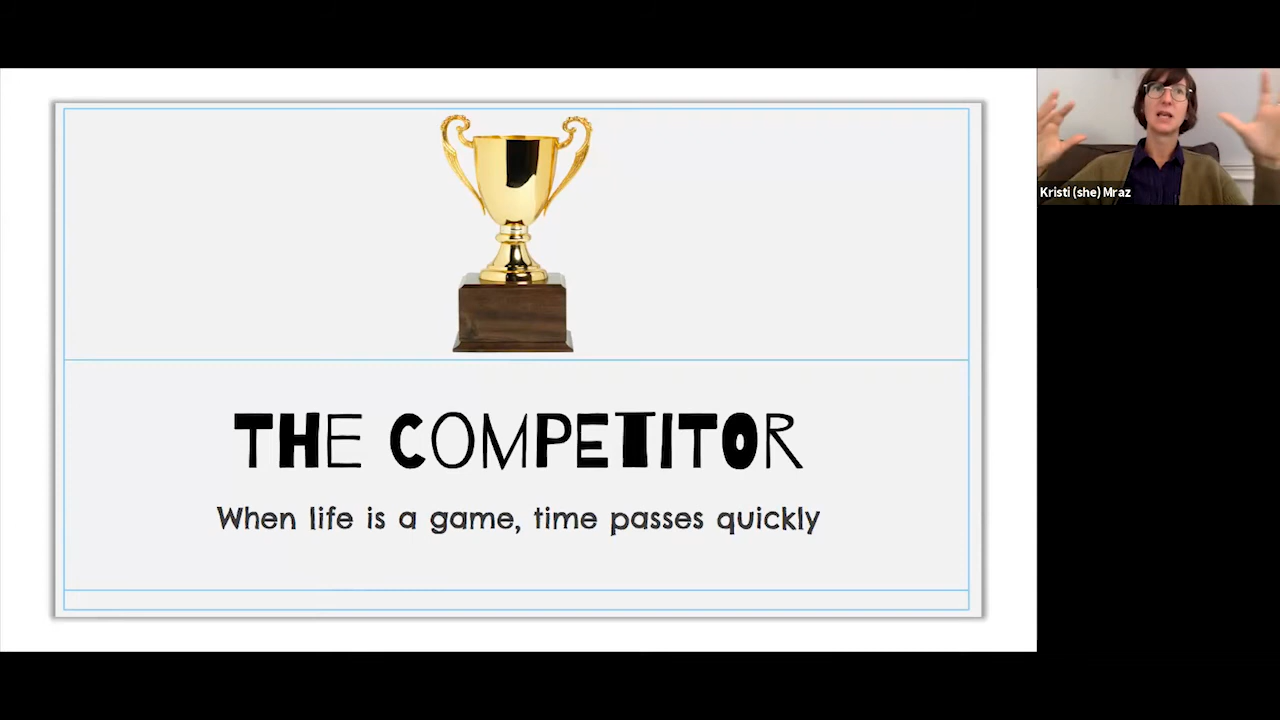 THE COMPETITOR
When life is a game, time passes quickly
Kristi (she) Mraz